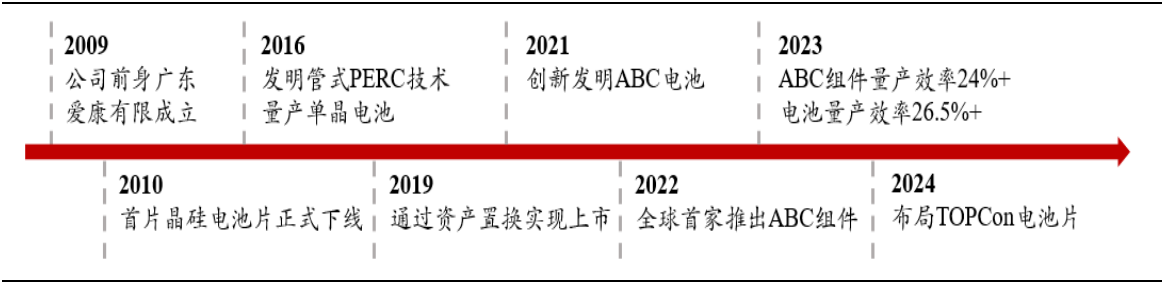 2009
公司前身广东
爱康有限成立
2016
发明管式PERC技术
量产单晶电池
2021
创新发明ABC电池
2023
ABC组件量产效率24%+
电池量产效率26.5%+
2010
首片晶硅电池片正式下线
2019
通过资产置换实现上市
2022
全球首家推出ABC组件
2024
布局TOPCon电池片